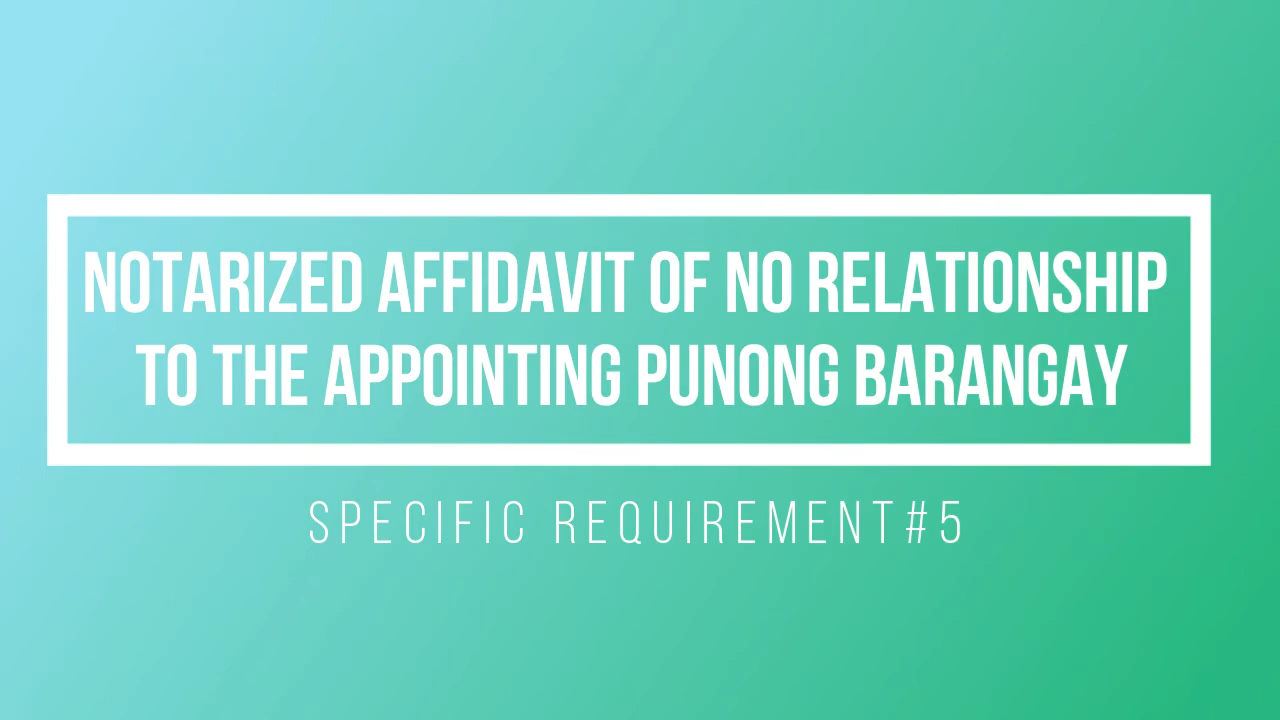 NOTARIZED AFFIDAVIT OF NO RELATIONSHIP
TO THE APPOINTING PUNONG BARANGAY
SPECIFIC REQUIREMENT#5